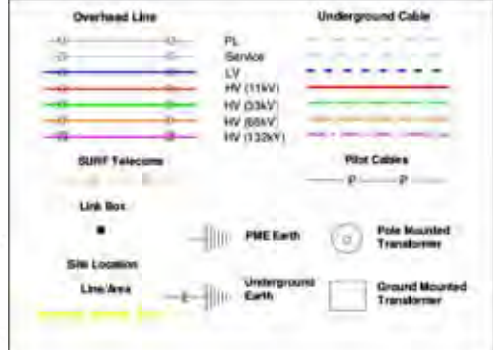 Overhead Line
Underground Cable
PL
Service
LV
HV (11kV)
HV (33kV)
HV (66kV)
HV (132kV)
SURF Telecoms
Pilot Cables
P P
Link Box
PME Earth
Pole Mounted
Transformer
Site Location
Line/Area
E
Underground
Earth
Ground Mounted
Transformer